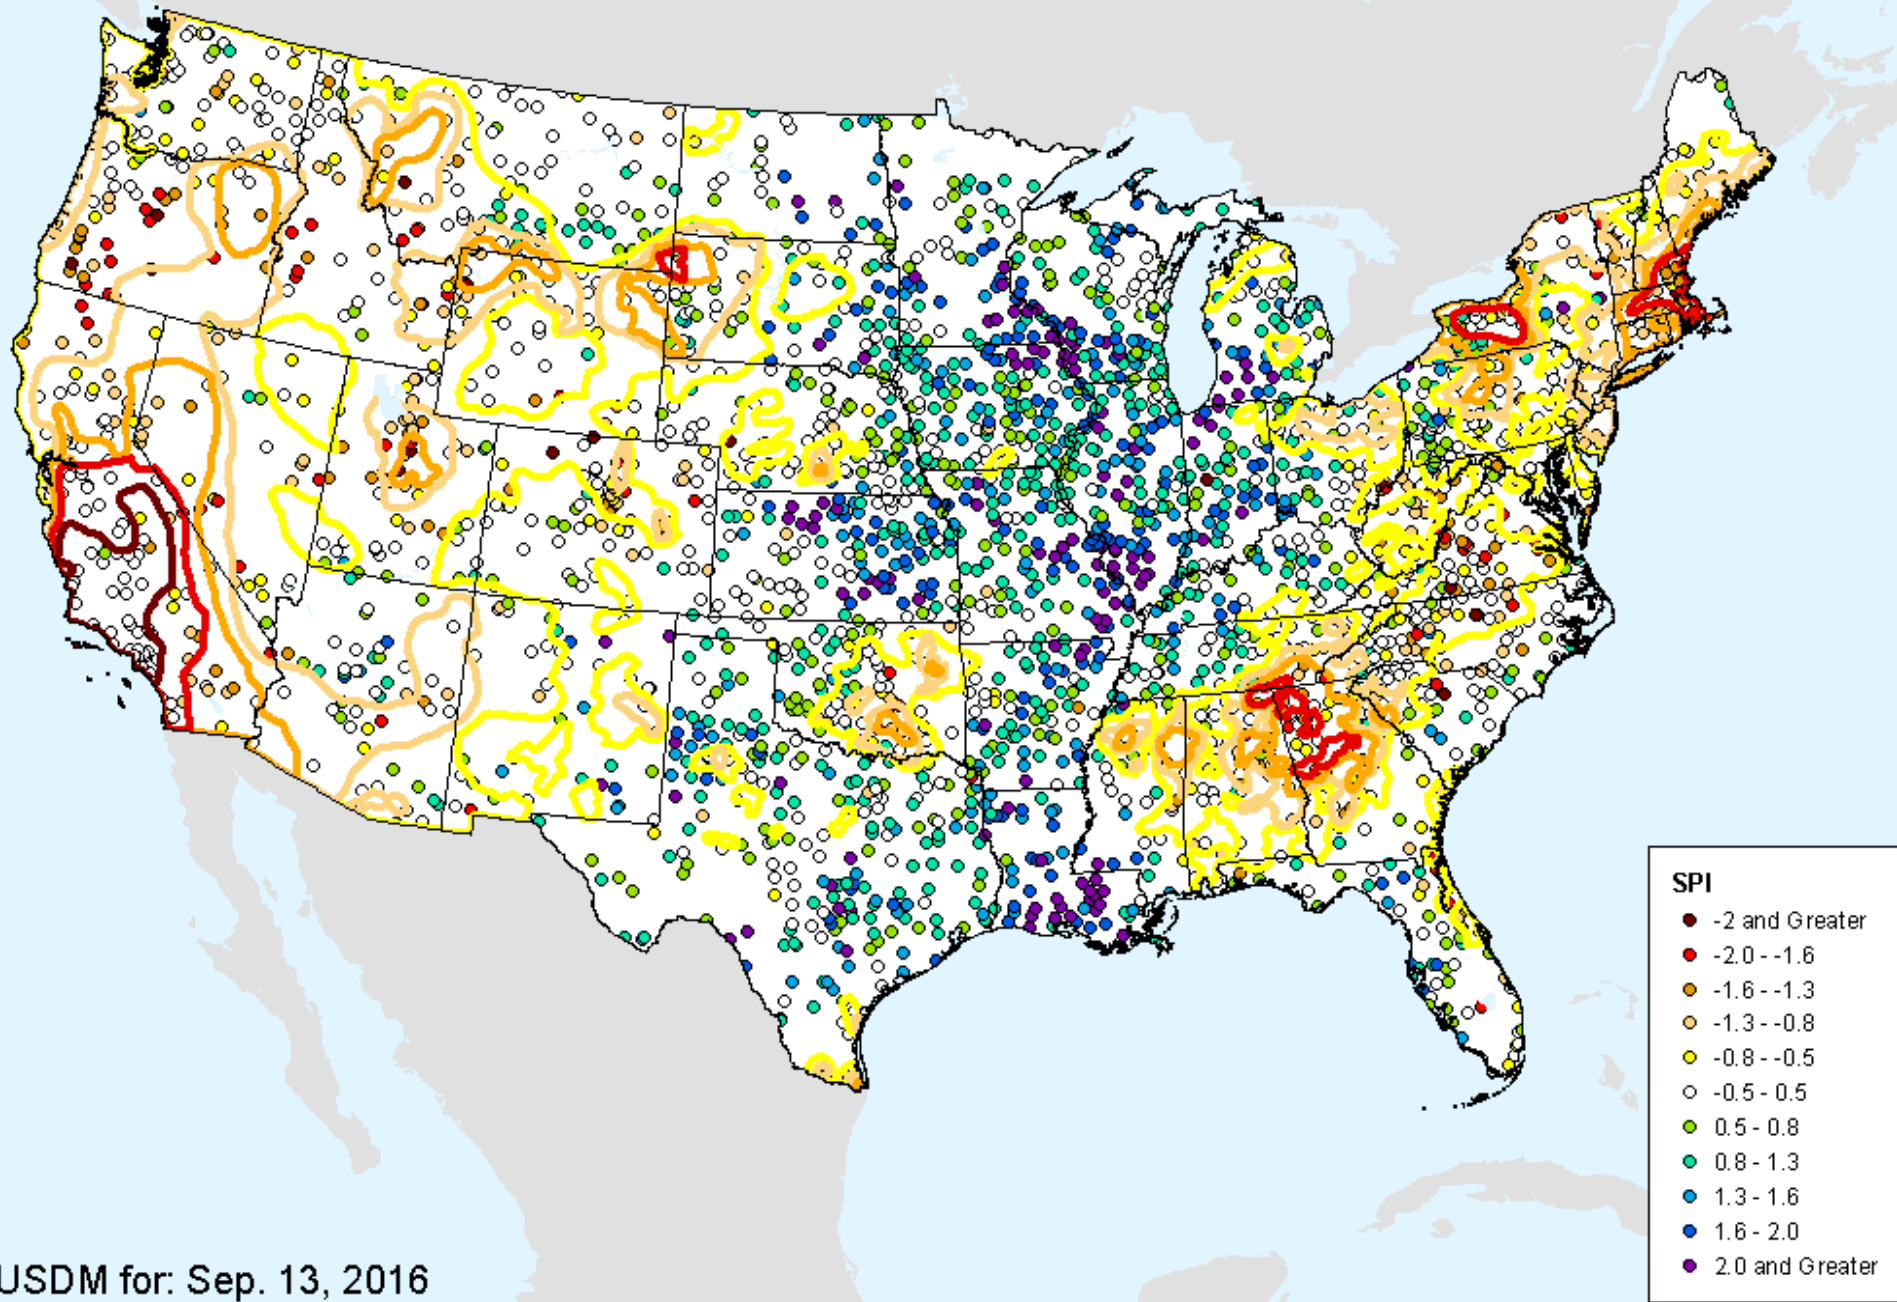 SPI
-2 and Greater
-2.0 - -1.6
-1.6 - -1.3
-1.3 - -0.8
-0.8 - -0.5
-0.5 - 0.5
0.5 - 0.8
0.8 - 1.3
1.3 - 1.6
1.6 - 2.0
2.0 and Greater
USDM for: Sep. 13, 2016